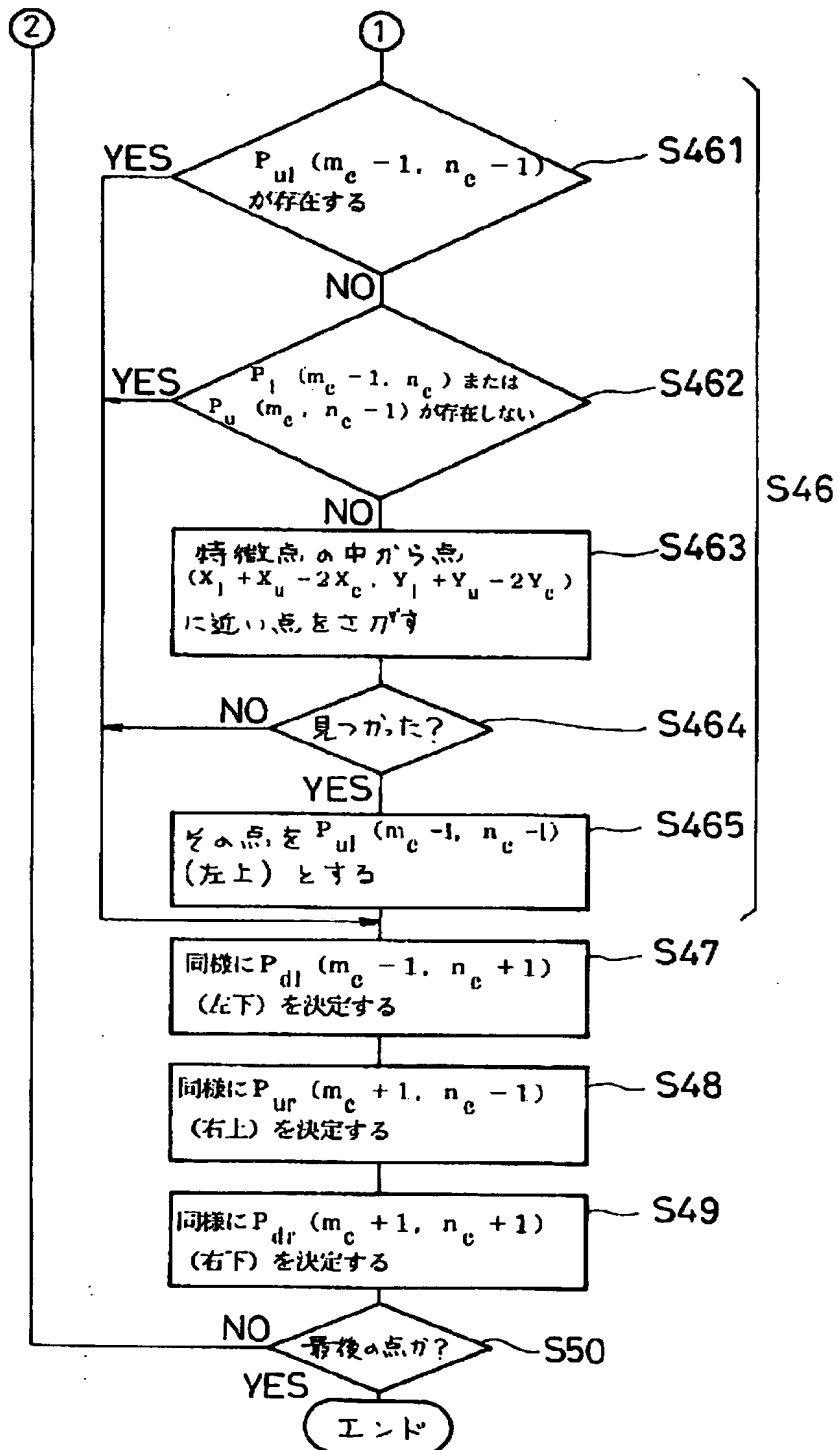 ②
①
YES
P_ul (m_c -1, n_c -1)
が存在する
S461
NO
YES
P_l (m_c -1, n_c) または
P_u (m_c, n_c -1) が存在しない
S462
NO
特徴点の中から点
(X_l + X_u - 2X_c, Y_l + Y_u - 2Y_c)
に近い点をさがす
S463
S46
NO
見つかった?
S464
YES
その点を P_ul (m_c -1, n_c -1)
(左上) とする
S465
同様に P_dl (m_c -1, n_c +1)
(左下) を決定する
S47
同様に P_ur (m_c +1, n_c -1)
(右上) を決定する
S48
同様に P_dr (m_c +1, n_c +1)
(右下) を決定する
S49
NO
最後の点か?
S50
YES
エンド